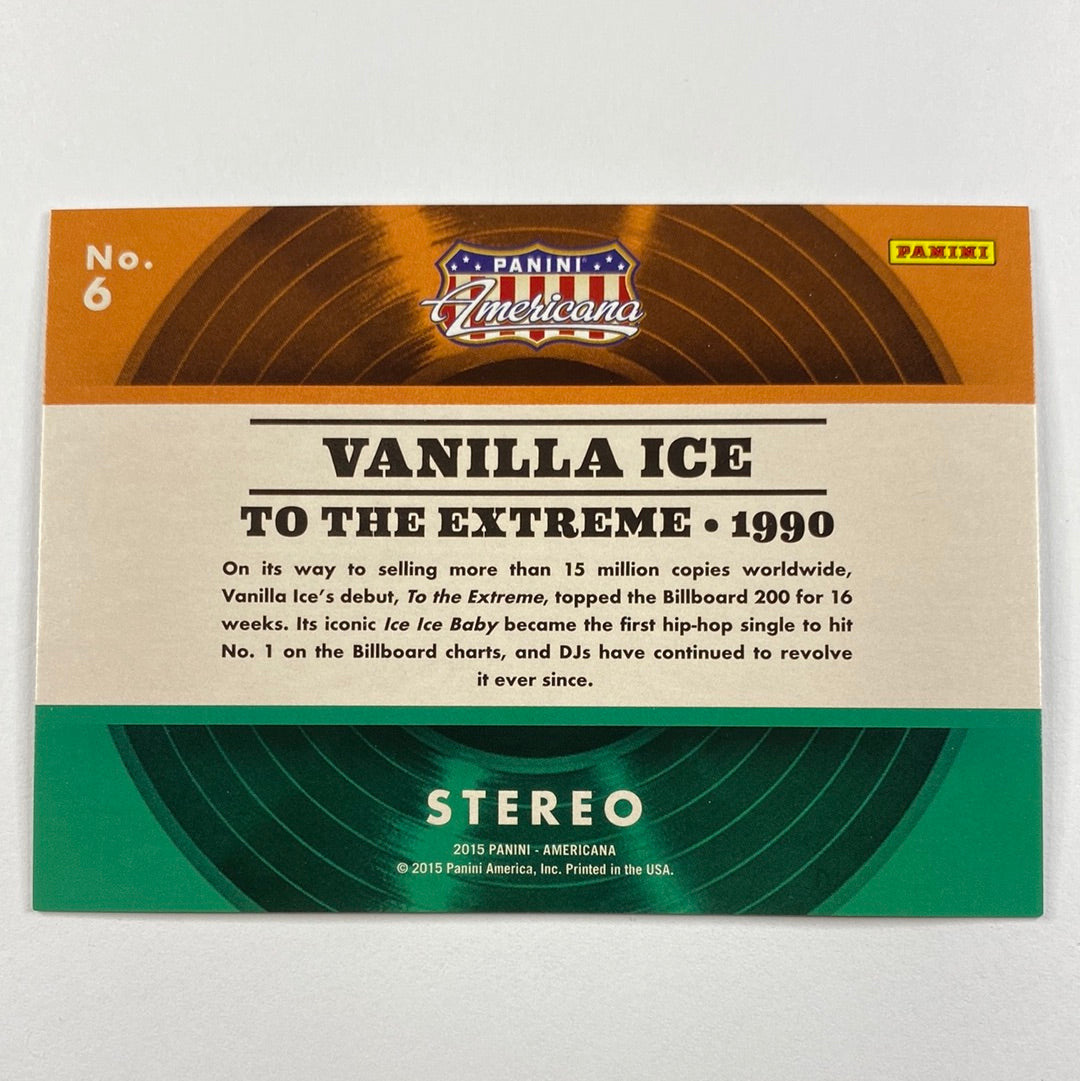 No.
6
PANINI
Americana
PANINI
VANILLA ICE
TO THE EXTREME • 1990
On its way to selling more than 15 million copies worldwide,
Vanilla Ice's debut, To the Extreme, topped the Billboard 200 for 16
weeks. Its iconic Ice Ice Baby became the first hip-hop single to hit
No. 1 on the Billboard charts, and DJs have continued to revolve
it ever since.
STEREO
2015 PANINI - AMERICANA
© 2015 Panini America, Inc. Printed in the USA.